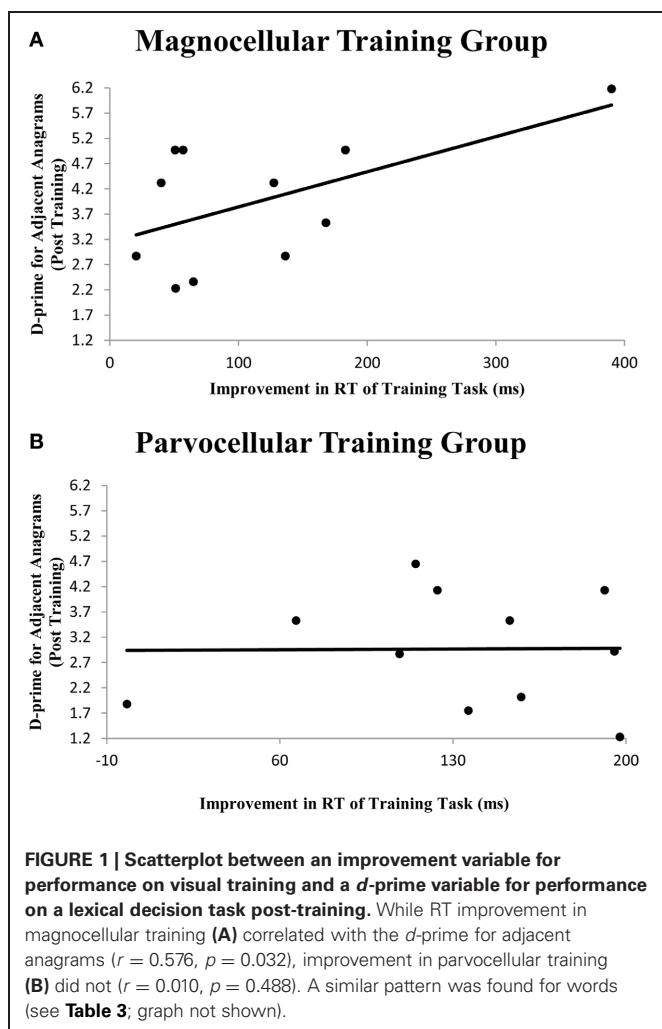 A
Magnocellular Training Group
D-prime for Adjacent Anagrams
(Post Training)
6.2
5.7
5.2
4.7
4.2
3.7
3.2
2.7
2.2
1.7
1.2
0 100 200 300 400
Improvement in RT of Training Task (ms)
B
Parvocellular Training Group
D-prime for Adjacent Anagrams
(Post Training)
6.2
5.7
5.2
4.7
4.2
3.7
3.2
2.7
2.2
1.7
1.2
-10 60 130 200
Improvement in RT of Training Task (ms)
FIGURE 1 | Scatterplot between an improvement variable for
performance on visual training and a d-prime variable for performance
on a lexical decision task post-training. While RT improvement in
magnocellular training (A) correlated with the d-prime for adjacent
anagrams (r = 0.576, p = 0.032), improvement in parvocellular training
(B) did not (r = 0.010, p = 0.488). A similar pattern was found for words
(see Table 3; graph not shown).